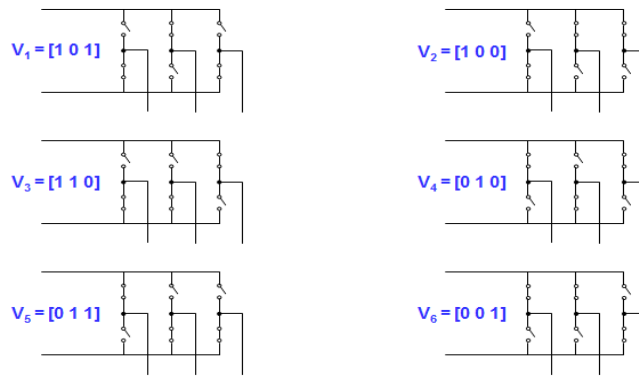 V₁ = [1 0 1]
V₂ = [1 0 0]
V₃ = [1 1 0]
V₄ = [0 1 0]
V₅ = [0 1 1]
V₆ = [0 0 1]